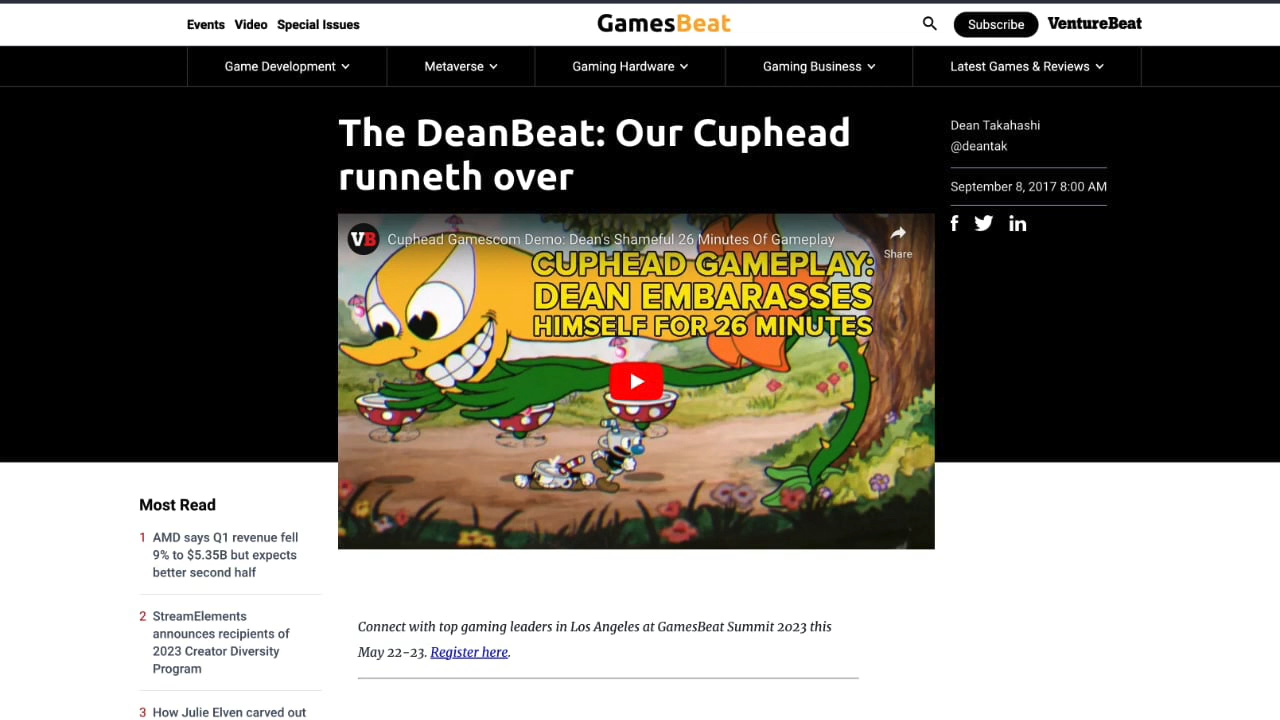 Events Video Special Issues
GamesBeat
Subscribe
VentureBeat
Game Development
Metaverse
Gaming Hardware
Gaming Business
Latest Games & Reviews
The DeanBeat: Our Cuphead
runneth over
Dean Takahashi
@deantak
September 8, 2017 8:00 AM
f
in
VB
Cuphead Gamescom Demo: Dean's Shameful 26 Minutes Of Gameplay
Share
CUPHEAD GAMEPLAY:
DEAN EMBARASSES
HIMSELF FOR 26 MINUTES
Most Read
1 AMD says Q1 revenue fell
9% to $5.35B but expects
better second half
2 StreamElements
announces recipients of
2023 Creator Diversity
Program
3 How Julie Elven carved out
Connect with top gaming leaders in Los Angeles at GamesBeat Summit 2023 this
May 22-23. Register here.